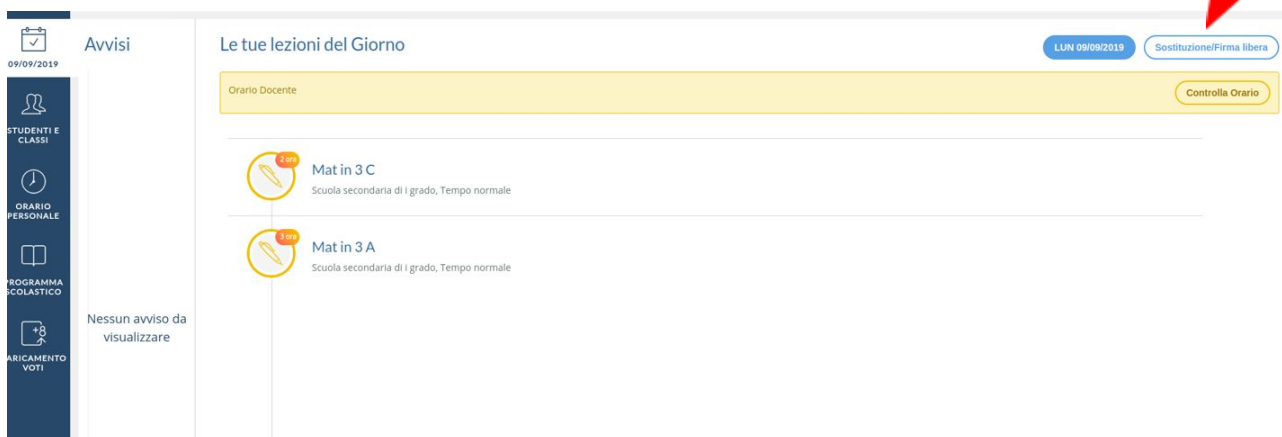 09/09/2019
STUDENTI E
CLASSI
ORARIO
PERSONALE
PROGRAMMA
SCOLASTICO
ARICAMENTO
VOTI
Avvisi
Nessun avviso da
visualizzare
Le tue lezioni del Giorno
LUN 09/09/2019
Sostituzione/Firma libera
Orario Docente
Controlla Orario
2 ora
Mat in 3 C
Scuola secondaria di I grado, Tempo normale
3 ora
Mat in 3 A
Scuola secondaria di I grado, Tempo normale